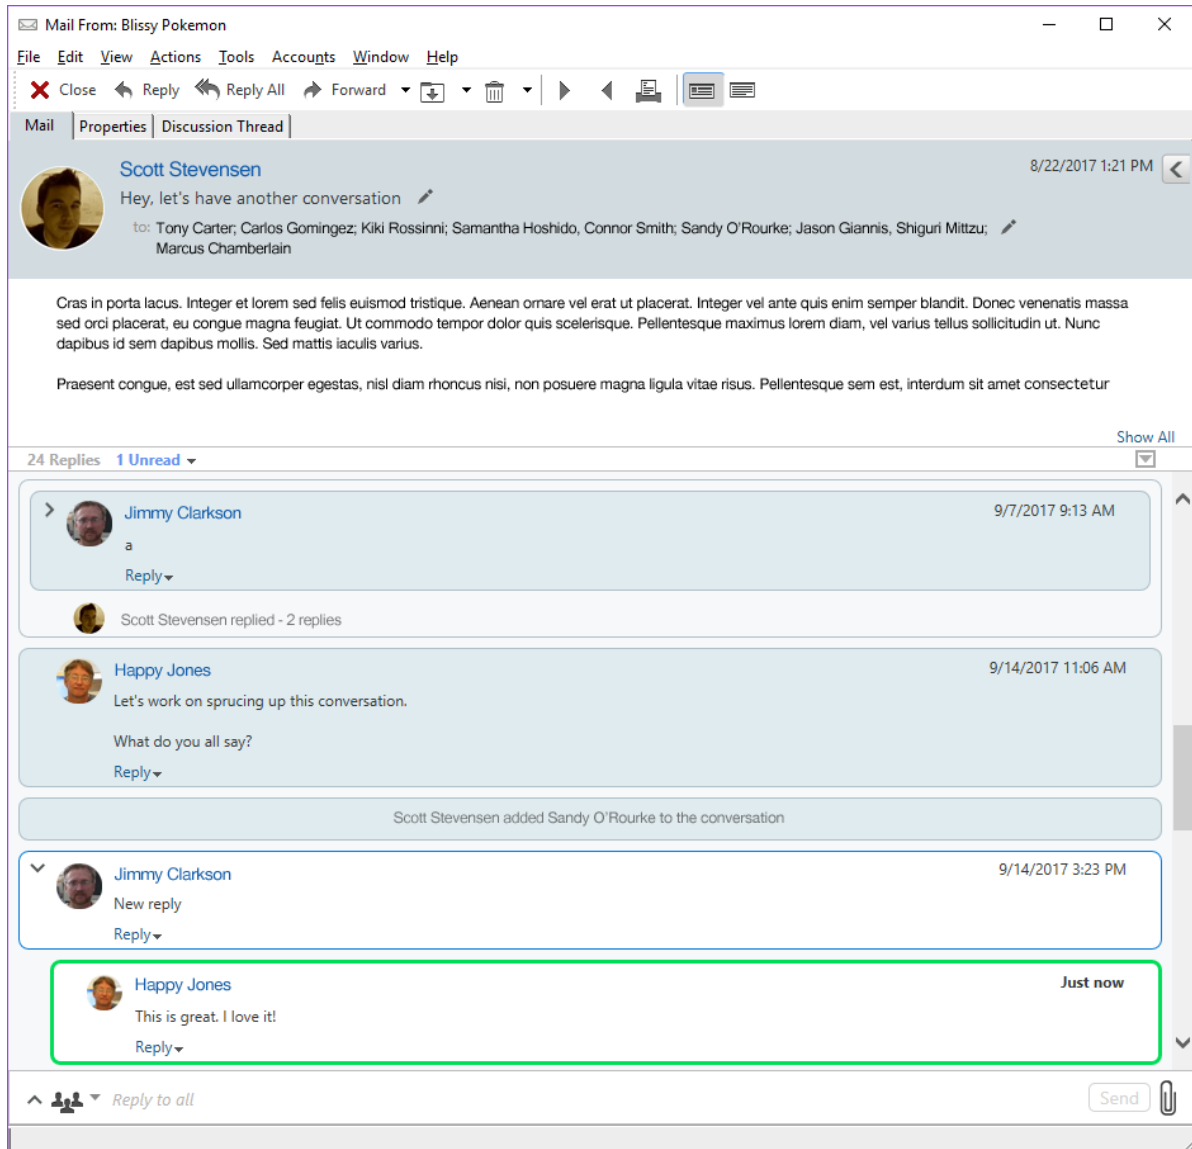 Mail From: Blissy Pokemon
File Edit View Actions Tools Accounts Window Help
Close Reply Reply All Forward
Mail Properties Discussion Thread
Scott Stevensen 8/22/2017 1:21 PM
Hey, let's have another conversation
to: Tony Carter; Carlos Gomingez; Kiki Rossinni; Samantha Hoshido, Connor Smith; Sandy O'Rourke; Jason Giannis, Shiguri Mittzu;
Marcus Chamberlain
Cras in porta lacus. Integer et lorem sed felis euismod tristique. Aenean ornare vel erat ut placerat. Integer vel ante quis enim semper blandit. Donec venenatis massa
sed orci placerat, eu congue magna feugiat. Ut commodo tempor dolor quis scelerisque. Pellentesque maximus lorem diam, vel varius tellus sollicitudin ut. Nunc
dapibus id sem dapibus mollis. Sed mattis iaculis varius.
Praesent congue, est sed ullamcorper egestas, nisl diam rhoncus nisi, non posuere magna ligula vitae risus. Pellentesque sem est, interdum sit amet consectetur
Show All
24 Replies 1 Unread
Jimmy Clarkson 9/7/2017 9:13 AM
a
Reply
Scott Stevensen replied - 2 replies
Happy Jones 9/14/2017 11:06 AM
Let's work on sprucing up this conversation.
What do you all say?
Reply
Scott Stevensen added Sandy O'Rourke to the conversation
Jimmy Clarkson 9/14/2017 3:23 PM
New reply
Reply
Happy Jones Just now
This is great. I love it!
Reply
Reply to all Send